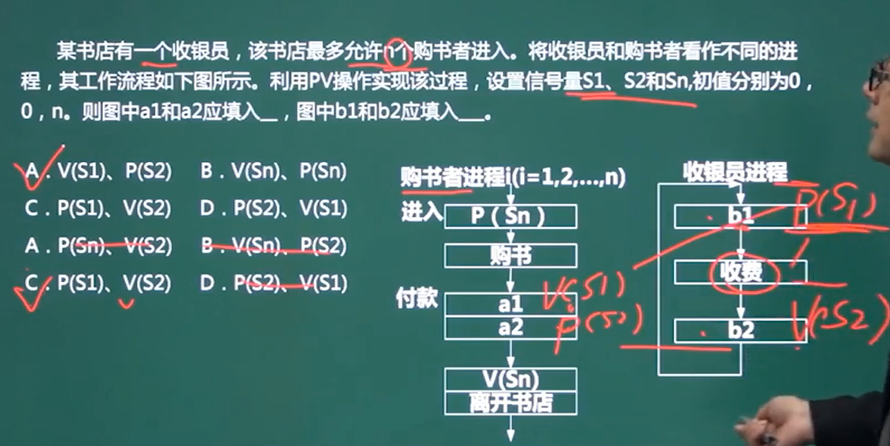 某书店有一个收银员，该书店最多允许n个购书者进入。将收银员和购书者看作不同的进
程，其工作流程如下图所示。利用PV操作实现该过程，设置信号量S1、S2和Sn,初值分别为0，
0，n。则图中a1和a2应填入__，图中b1和b2应填入___。
A．V(S1)、P(S2) B．V(Sn)、P(Sn)
C．P(S1)、V(S2) D．P(S2)、V(S1)
A．P(Sn)、V(S2) B．V(Sn)、P(S2)
C．P(S1)、V(S2) D．P(S2)、V(S1)
购书者进程i(i=1,2,…,n)
进入
P（Sn）
购书
付款
a1
V(S1)
a2
P(S2)
V(Sn)
离开书店
收银员进程
b1
P(S1)
收费
b2
V(S2)